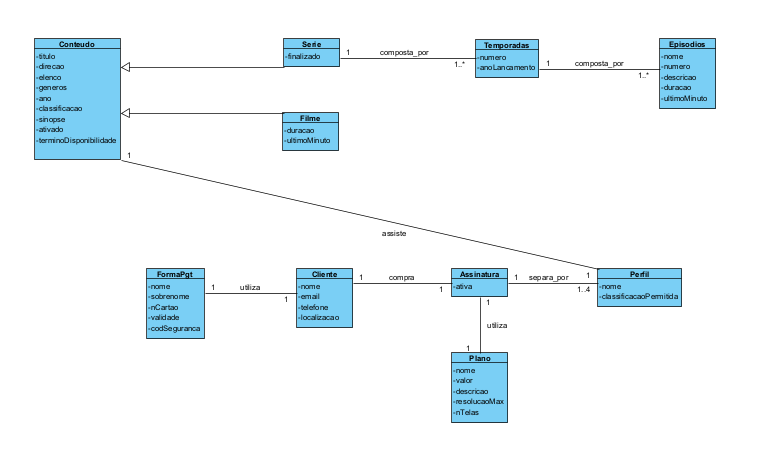 Conteudo
-titulo
-direcao
-elenco
-generos
-ano
-classificacao
-sinopse
-ativado
-terminoDisponibilidade
Serie
-finalizado
1
composta_por
1..*
Temporadas
-numero
-anoLancamento
1
composta_por
1..*
Episodios
-nome
-numero
-descricao
-duracao
-ultimoMinuto
Filme
-duracao
-ultimoMinuto
1
assiste
1
FormaPgt
-nome
-sobrenome
-nCartao
-validade
-codSeguranca
1
utiliza
1
Cliente
-nome
-email
-telefone
-localizacao
1
compra
1
Assinatura
-ativa
1
separa_por
1..4
Perfil
-nome
-classificacaoPermitida
1
utiliza
1
Plano
-nome
-valor
-descricao
-resolucaoMax
-nTelas